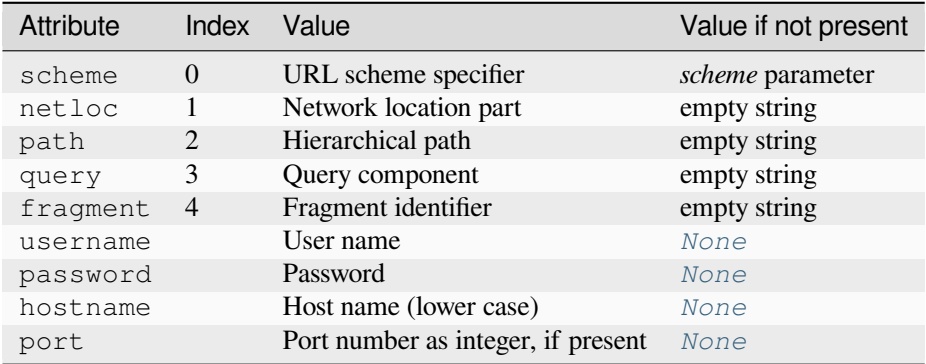 Attribute Index Value Value if not present
scheme 0 URL scheme specifier scheme parameter
netloc 1 Network location part empty string
path 2 Hierarchical path empty string
query 3 Query component empty string
fragment 4 Fragment identifier empty string
username User name None
password Password None
hostname Host name (lower case) None
port Port number as integer, if present None